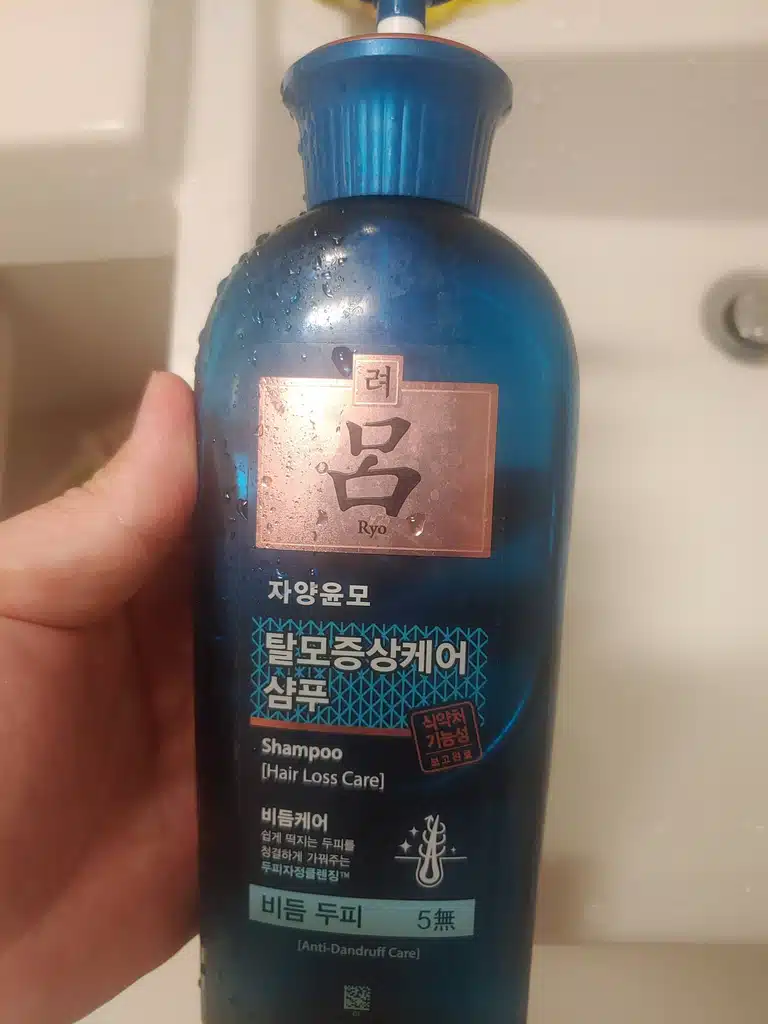 려
呂
Ryo
자양윤모
탈모증상케어
샴푸
식약처
기능성
보고완료
Shampoo
[Hair Loss Care]
비듬케어
쉽게 떡지는 두피를
청결하게 가꿔주는
두피자정클렌징™
비듬 두피 5無
[Anti-Dandruff Care]